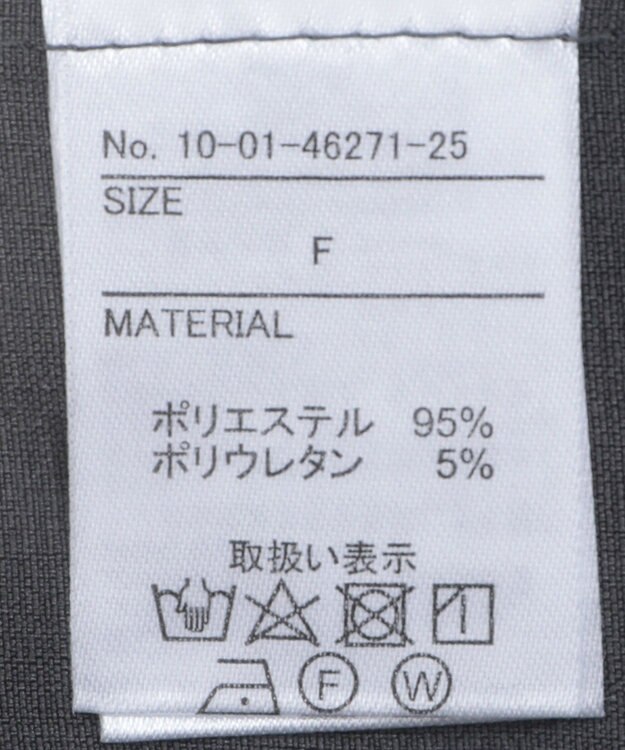 No. 10-01-46271-25
SIZE
F
MATERIAL
ポリエステル 95%
ポリウレタン 5%
取扱い表示
F W